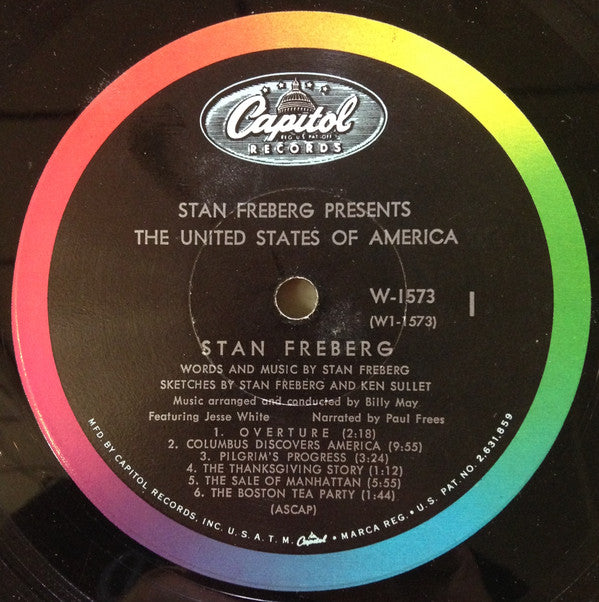 Capitol
REG. U.S. PAT. OFF.
RECORDS
STAN FREBERG PRESENTS
THE UNITED STATES OF AMERICA
W-1573 1
(W1-1573)
STAN FREBERG
WORDS AND MUSIC BY STAN FREBERG
SKETCHES BY STAN FREBERG AND KEN SULLET
Music arranged and conducted by Billy May
Featuring Jesse White Narrated by Paul Frees
1. OVERTURE (2:18)
2. COLUMBUS DISCOVERS AMERICA (9:55)
3. PILGRIM'S PROGRESS (3:24)
4. THE THANKSGIVING STORY (1:12)
5. THE SALE OF MANHATTAN (5:55)
6. THE BOSTON TEA PARTY (1:44)
(ASCAP)
MFD. BY CAPITOL RECORDS, INC. U.S.A. T.M. Capitol • MARCA REG. • U.S. PAT. NO. 2,631,859